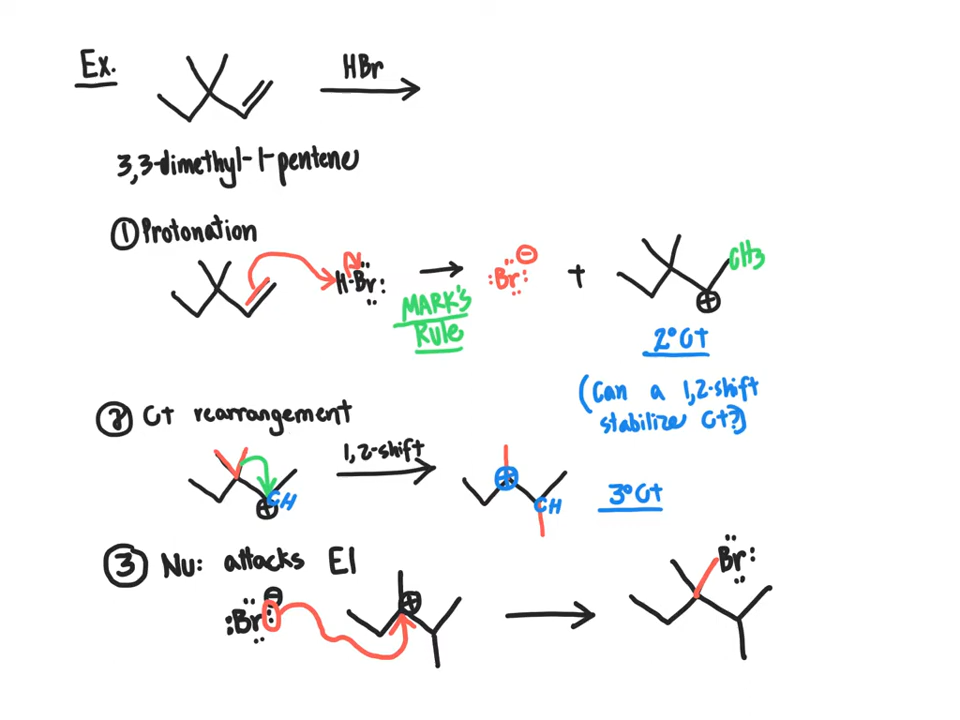 Ex.
HBr
3,3-dimethyl-1-pentene
① Protonation
H-Br:
MARK'S
Rule
:Br: ⊖
+
CH3
⊕
2° C+
(Can a 1,2-shift
stabilize C+?)
② C+ rearrangement
1,2-shift
CH
⊕
⊕
CH
3° C+
③ Nu: attacks El
:Br: ⊖
⊕
Br: